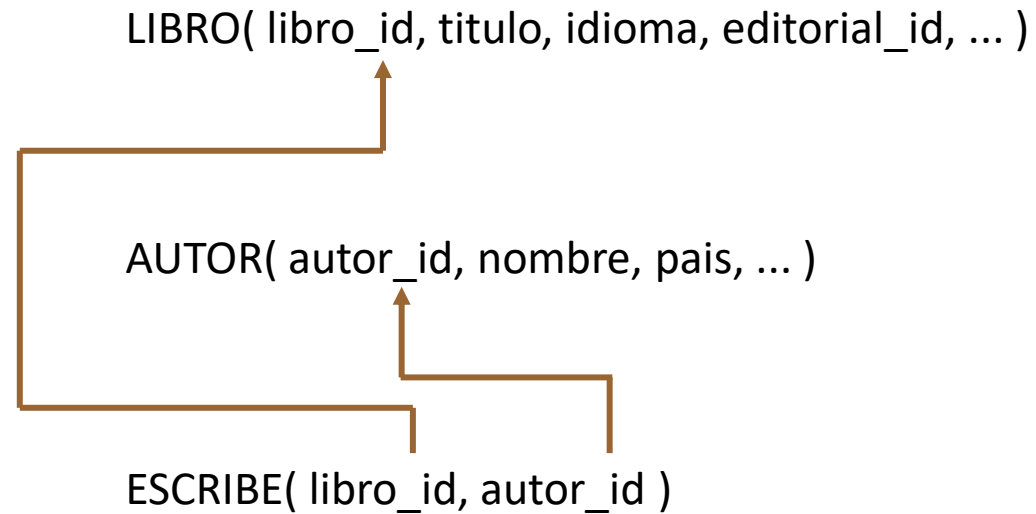 LIBRO( libro_id, titulo, idioma, editorial_id, ... )
AUTOR( autor_id, nombre, pais, ... )
ESCRIBE( libro_id, autor_id )